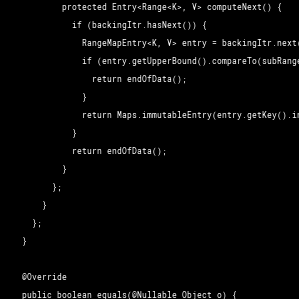 protected Entry<Range<K>, V> computeNext() {
if (backingItr.hasNext()) {
RangeMapEntry<K, V> entry = backingItr.next(
if (entry.getUpperBound().compareTo(subRange
return endOfData();
}
return Maps.immutableEntry(entry.getKey().in
}
return endOfData();
}
};
}
};
}
@Override
public boolean equals(@Nullable Object o) {